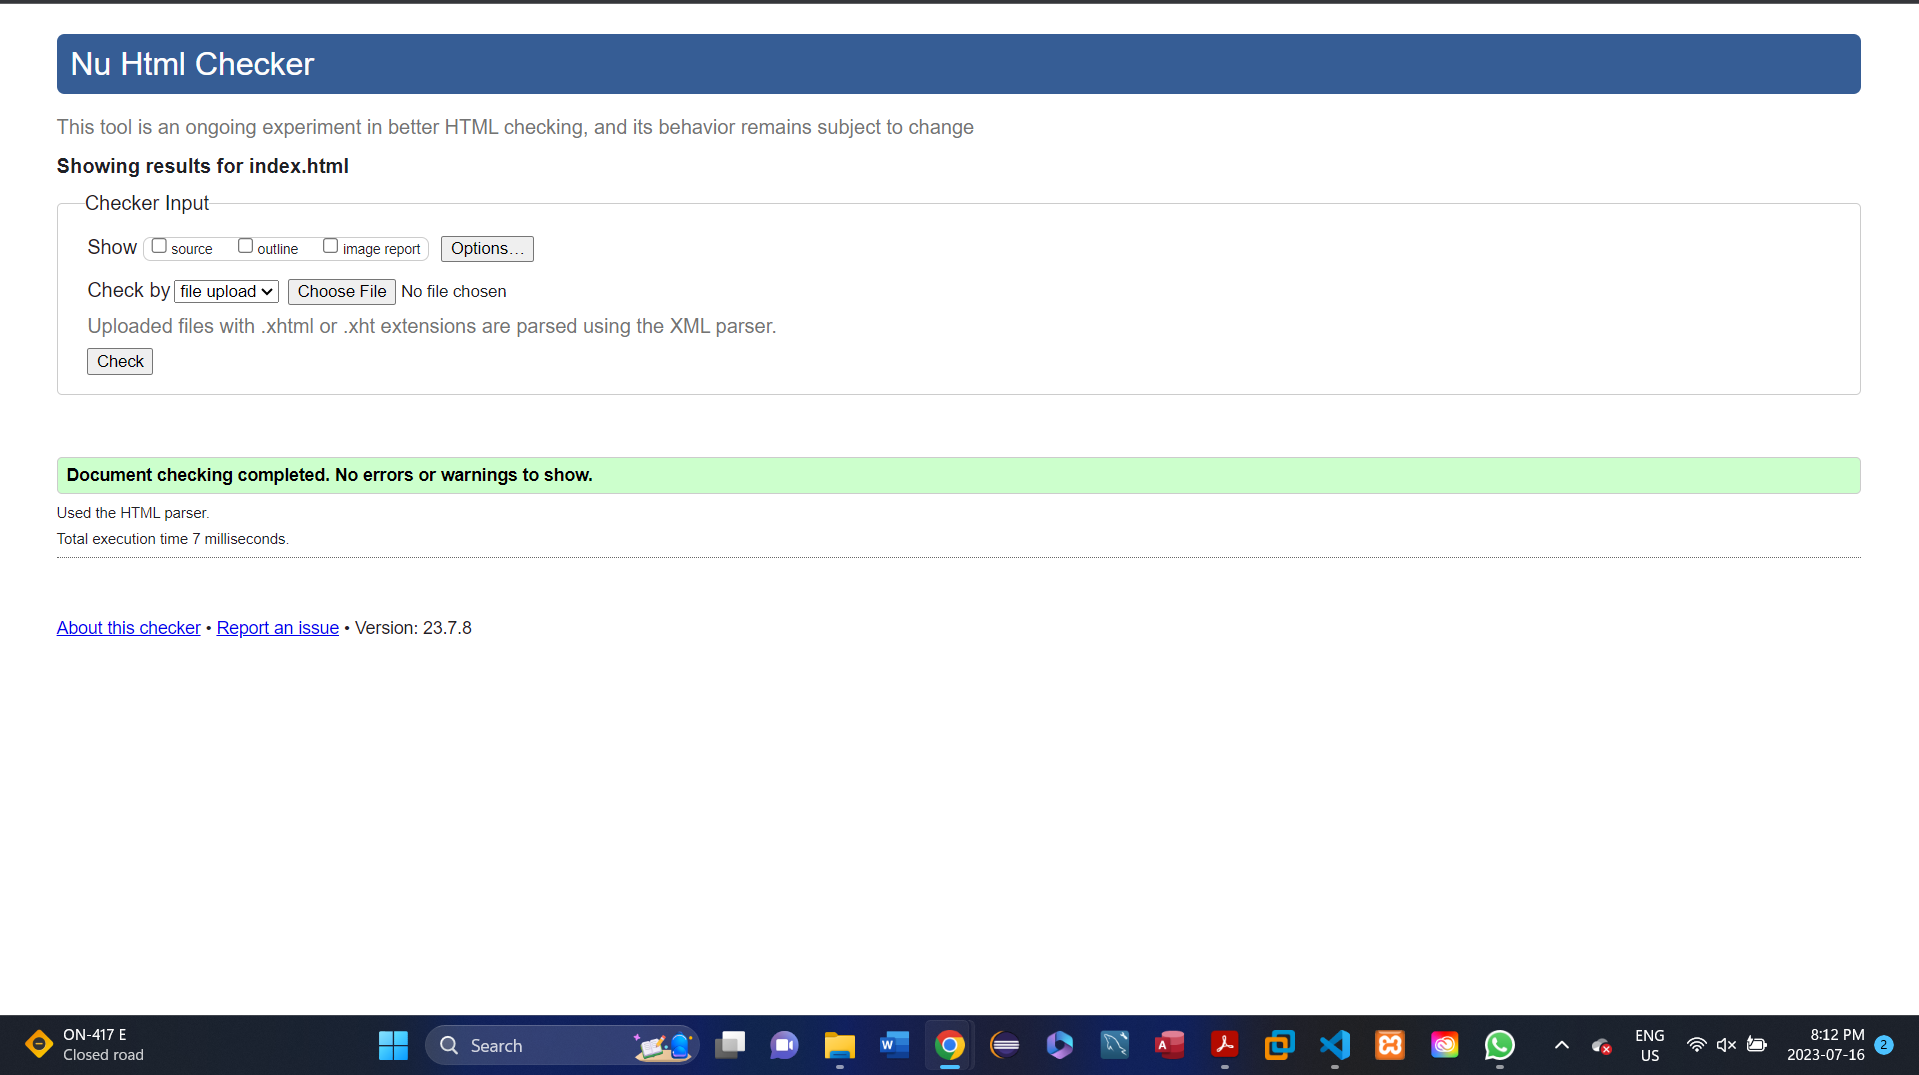 Nu Html Checker
This tool is an ongoing experiment in better HTML checking, and its behavior remains subject to change
Showing results for index.html
Checker Input
Show source outline image report Options...
Check by file upload Choose File No file chosen
Uploaded files with .xhtml or .xht extensions are parsed using the XML parser.
Check
Document checking completed. No errors or warnings to show.
Used the HTML parser.
Total execution time 7 milliseconds.
About this checker • Report an issue • Version: 23.7.8
ON-417 E
Closed road
Search
W
A
ENG
US
8:12 PM
2023-07-16
2